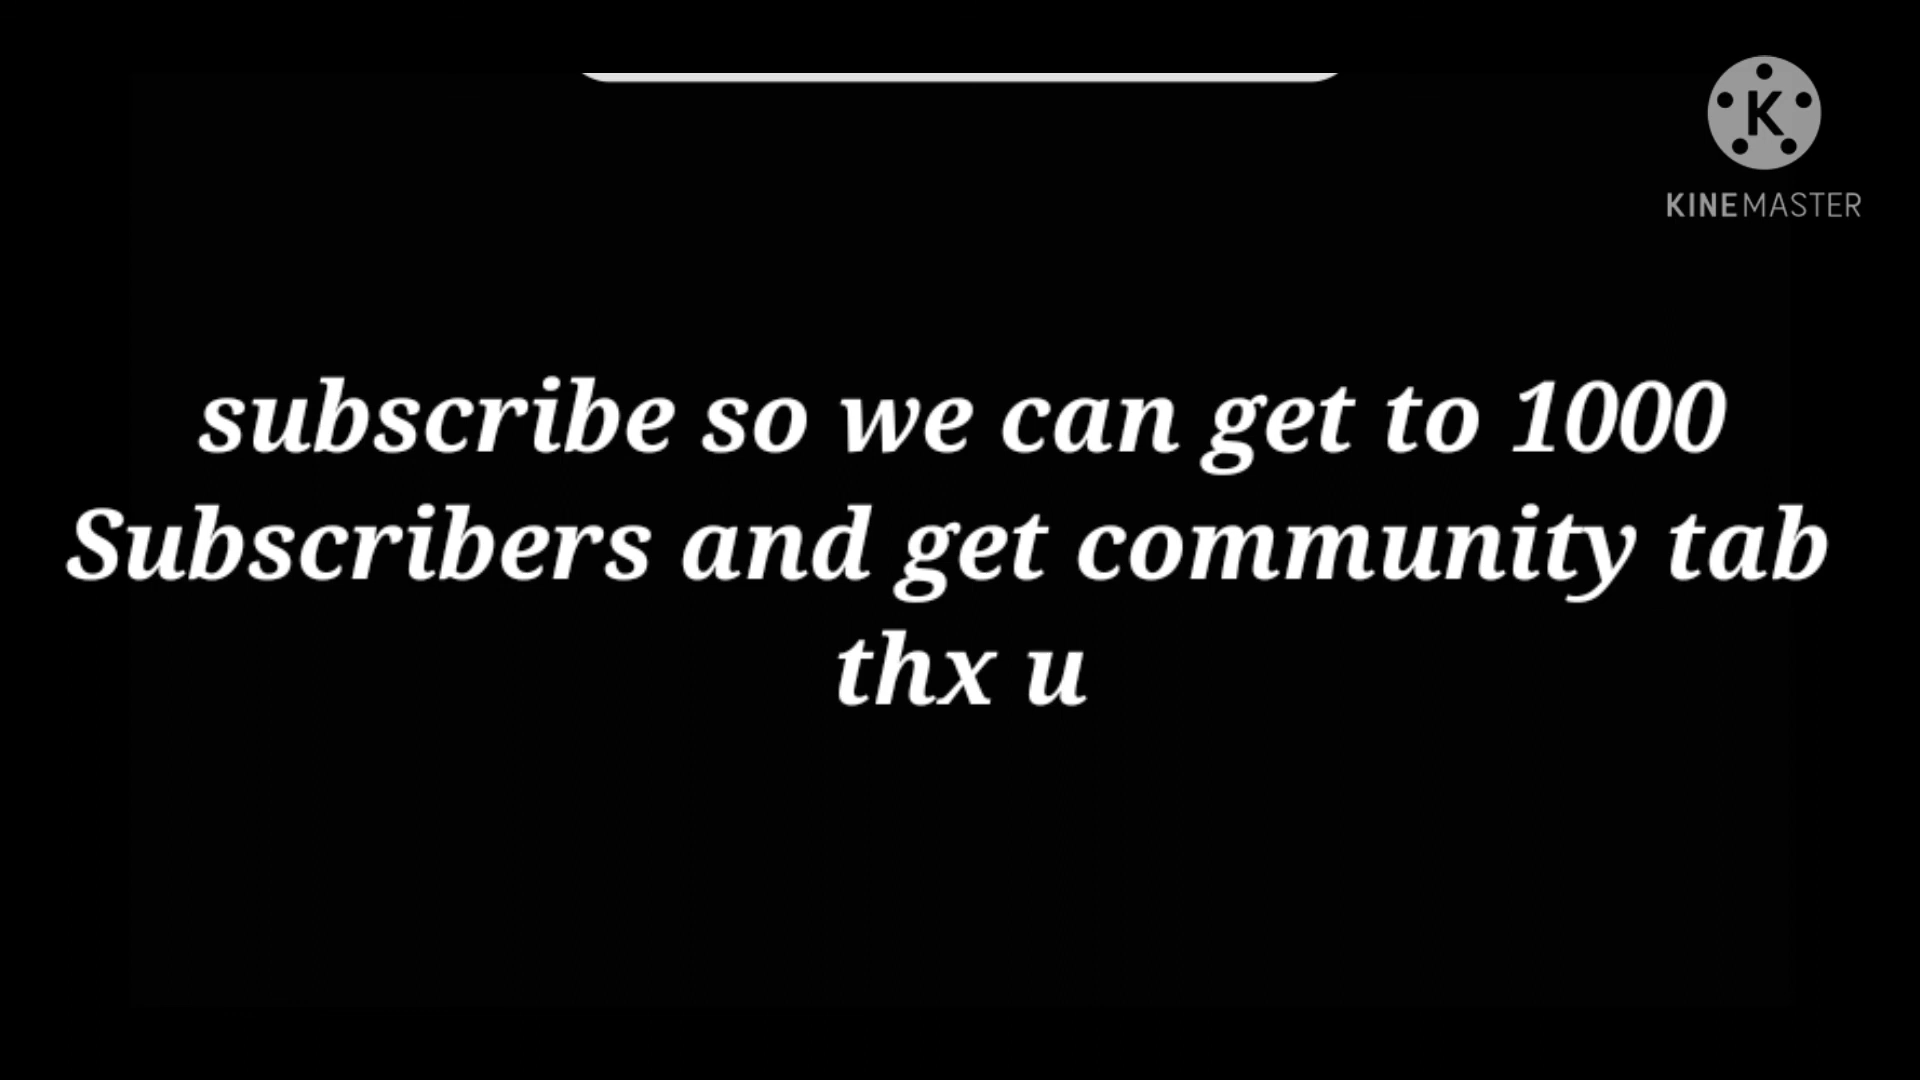 K
KINEMASTER
subscribe so we can get to 1000
Subscribers and get community tab
thx u